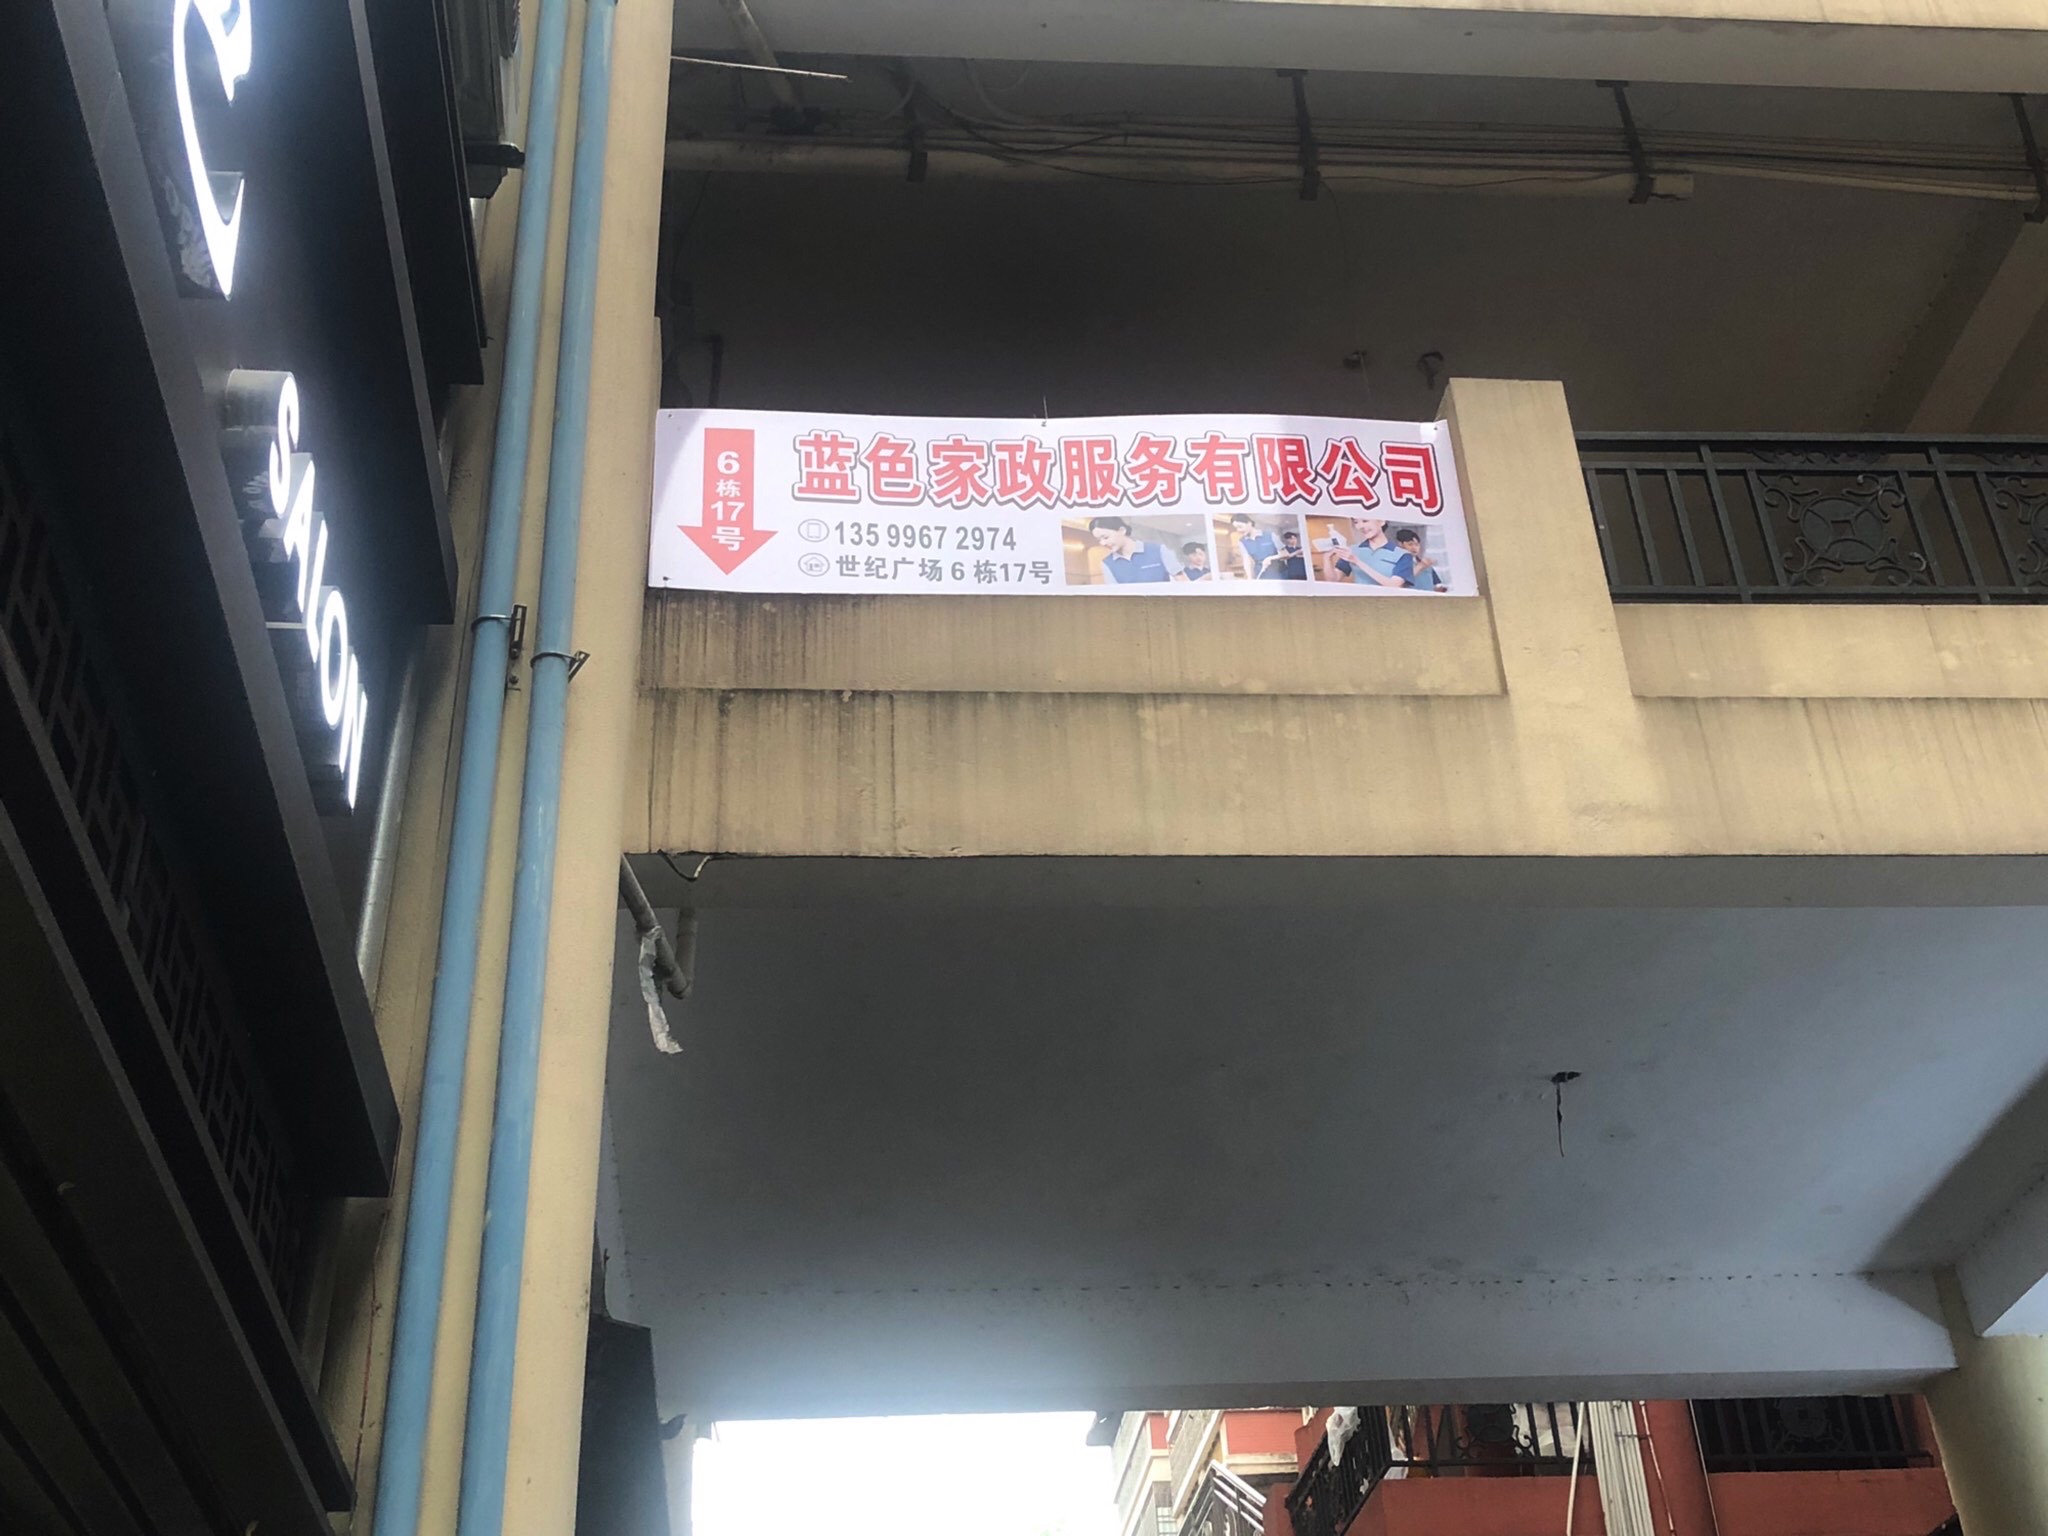 SALON
6
栋
17
号
蓝色家政服务有限公司
135 9967 2974
世纪广场 6 栋17号